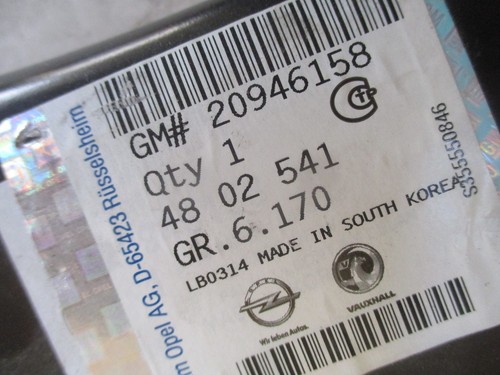 GM# 20946158
Qty 1
48 02 541
GR.6.170
LB0314 MADE IN SOUTH KOREA
Wir leben Autos.
VAUXHALL
m Opel AG, D-65423 Rüsselsheim
S35555550846